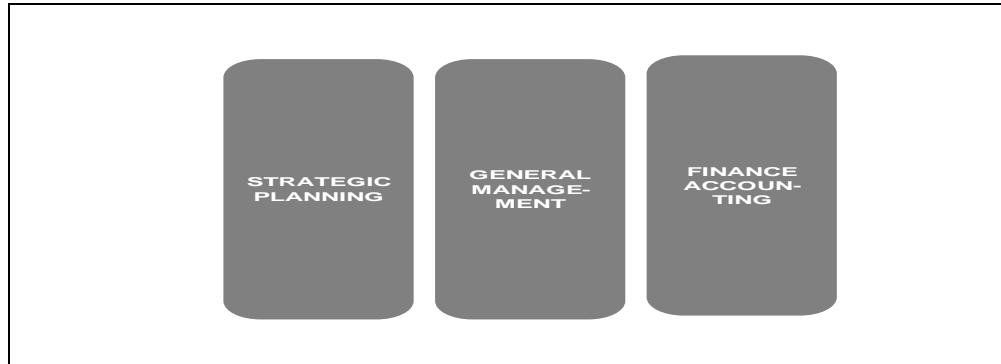 STRATEGIC
PLANNING
GENERAL
MANAGE-
MENT
FINANCE
ACCOUN-
TING